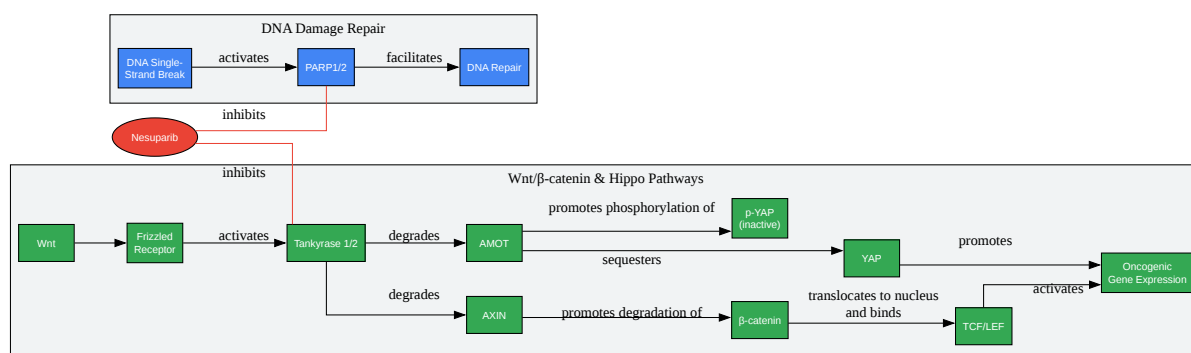 DNA Damage Repair
DNA Single-
Strand Break
activates
PARP1/2
facilitates
DNA Repair
inhibits
Nesuparib
inhibits
Wnt/β-catenin & Hippo Pathways
Wnt
Frizzled
Receptor
activates
Tankyrase 1/2
degrades
AMOT
promotes phosphorylation of
p-YAP
(inactive)
sequesters
YAP
promotes
Oncogenic
Gene Expression
degrades
AXIN
promotes degradation of
β-catenin
translocates to nucleus
and binds
TCF/LEF
activates